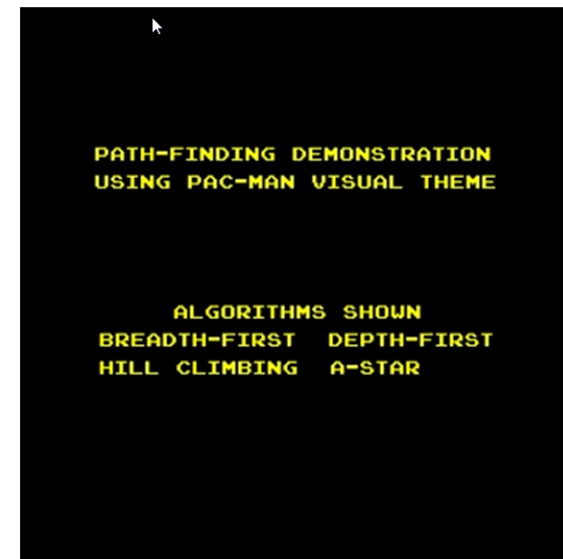 PATH-FINDING DEMONSTRATION
USING PAC-MAN VISUAL THEME
ALGORITHMS SHOWN
BREADTH-FIRST DEPTH-FIRST
HILL CLIMBING A-STAR